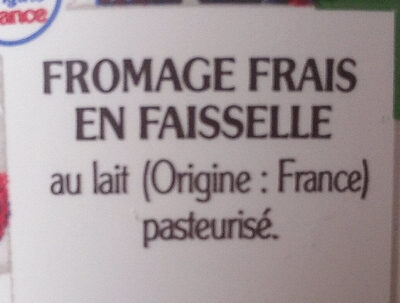 FROMAGE FRAIS
EN FAISSELLE
au lait (Origine : France)
pasteurisé.